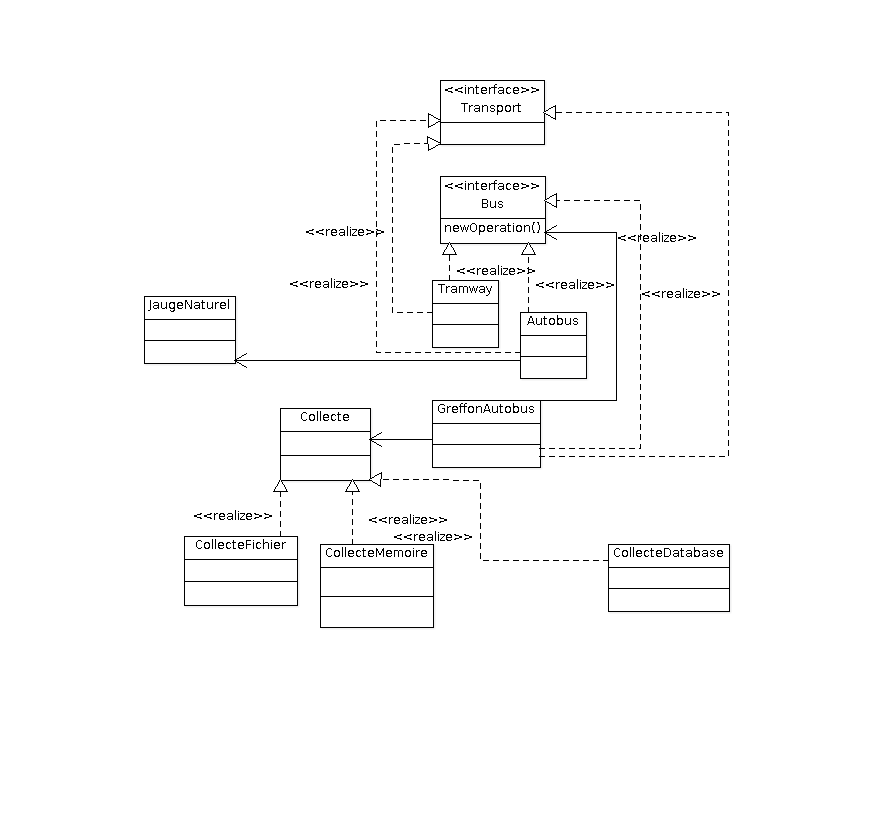 <<interface>>
Transport
<<interface>>
Bus
newOperation()
<<realize>>
<<realize>>
<<realize>>
Tramway
<<realize>>
<<realize>>
<<realize>>
JaugeNaturel
Autobus
Collecte
GreffonAutobus
<<realize>>
<<realize>>
<<realize>>
CollecteFichier
CollecteMemoire
CollecteDatabase